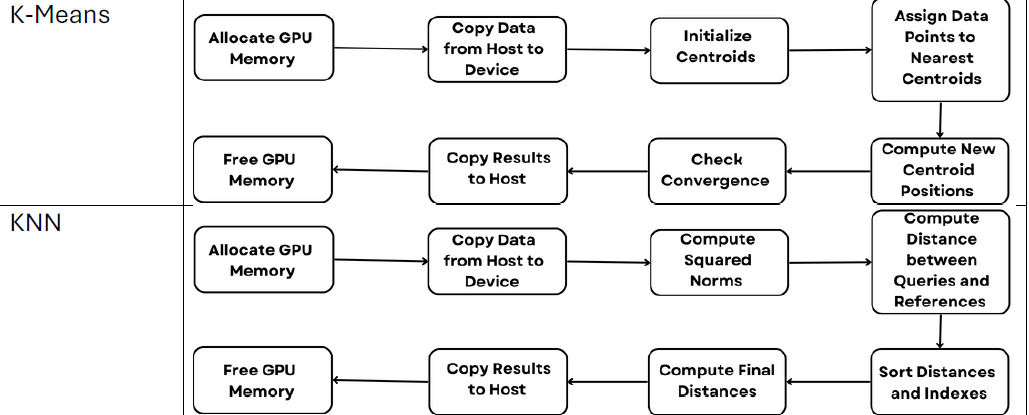 K-Means
Allocate GPU
Memory
Copy Data
from Host to
Device
Initialize
Centroids
Assign Data
Points to
Nearest
Centroids
Free GPU
Memory
Copy Results
to Host
Check
Convergence
Compute New
Centroid
Positions
KNN
Allocate GPU
Memory
Copy Data
from Host to
Device
Compute
Squared
Norms
Compute
Distance
between
Queries and
References
Free GPU
Memory
Copy Results
to Host
Compute Final
Distances
Sort Distances
and Indexes